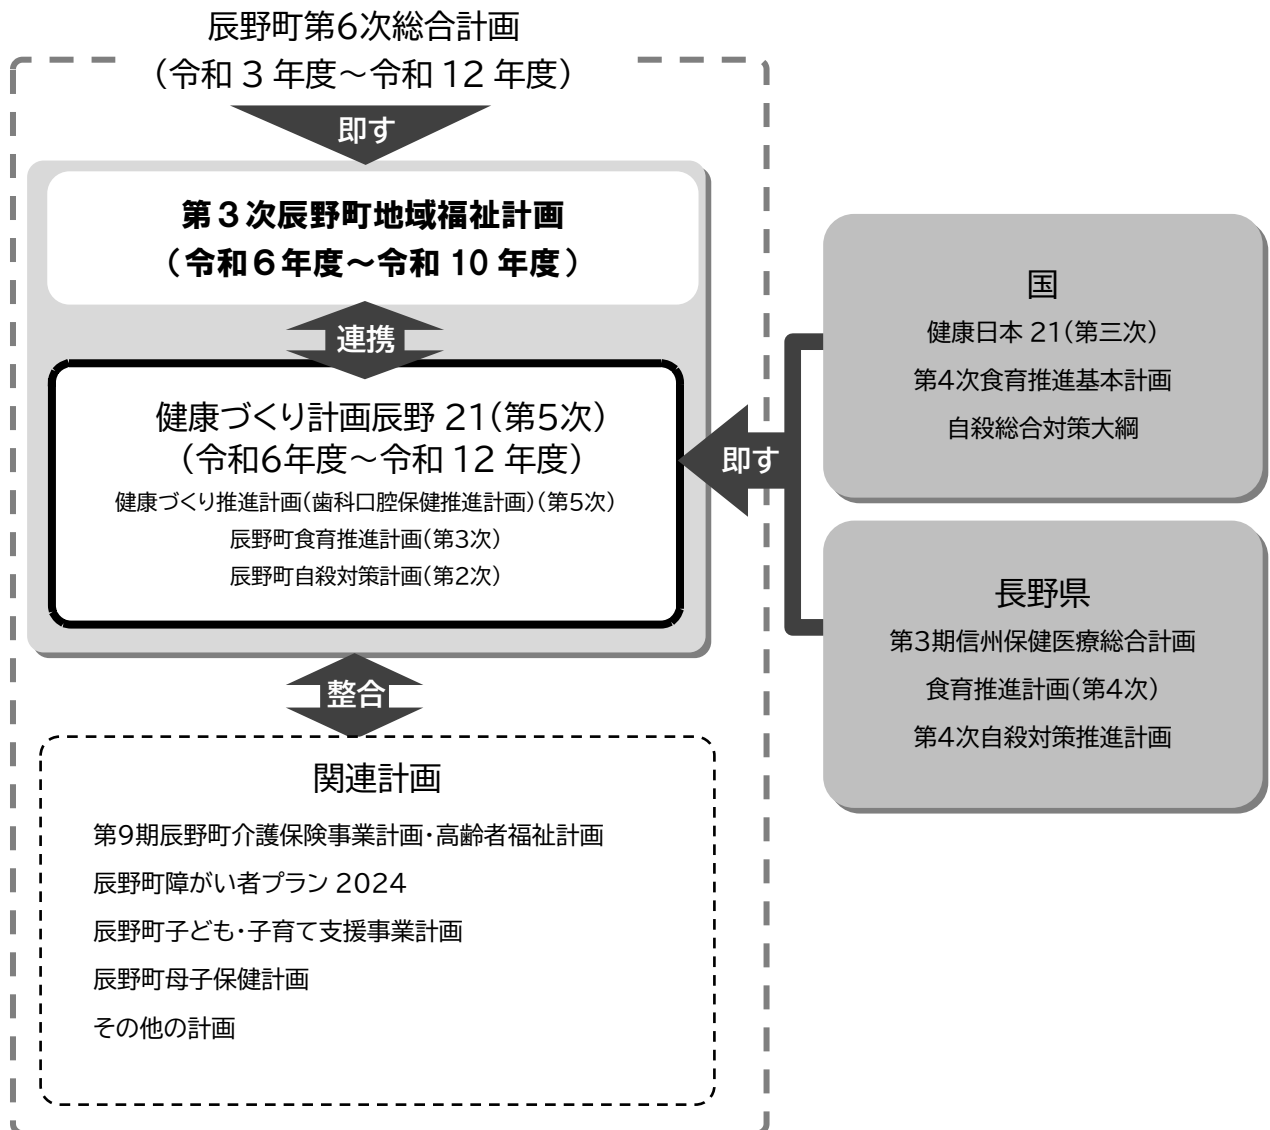 辰野町第6次総合計画
（令和 3 年度～令和 12 年度）
即す
第３次辰野町地域福祉計画
（令和６年度～令和 10 年度）
連携
健康づくり計画辰野 21（第5次）
（令和6年度～令和 12 年度）
健康づくり推進計画（歯科口腔保健推進計画）（第5次）
辰野町食育推進計画（第3次）
辰野町自殺対策計画（第2次）
即す
国
健康日本 21（第三次）
第4次食育推進基本計画
自殺総合対策大綱
長野県
第3期信州保健医療総合計画
食育推進計画（第4次）
第4次自殺対策推進計画
整合
関連計画
第9期辰野町介護保険事業計画・高齢者福祉計画
辰野町障がい者プラン 2024
辰野町子ども・子育て支援事業計画
辰野町母子保健計画
その他の計画